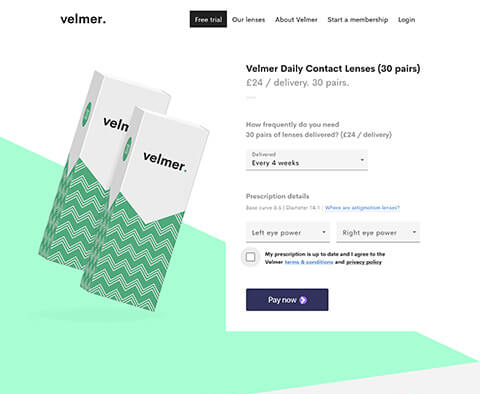 velmer.
Free trial
Our lenses
About Velmer
Start a membership
Login
Velmer Daily Contact Lenses (30 pairs)
£24 / delivery. 30 pairs.
How frequently do you need
30 pairs of lenses delivered? (£24 / delivery)
Delivered
Every 4 weeks
Prescription details
Base curve 8.6 | Diameter 14.1 | Where are astigmatism lenses?
Left eye power
Right eye power
My prescription is up to date and I agree to the
Velmer terms & conditions and privacy policy
Pay now
velmer.
velmer.